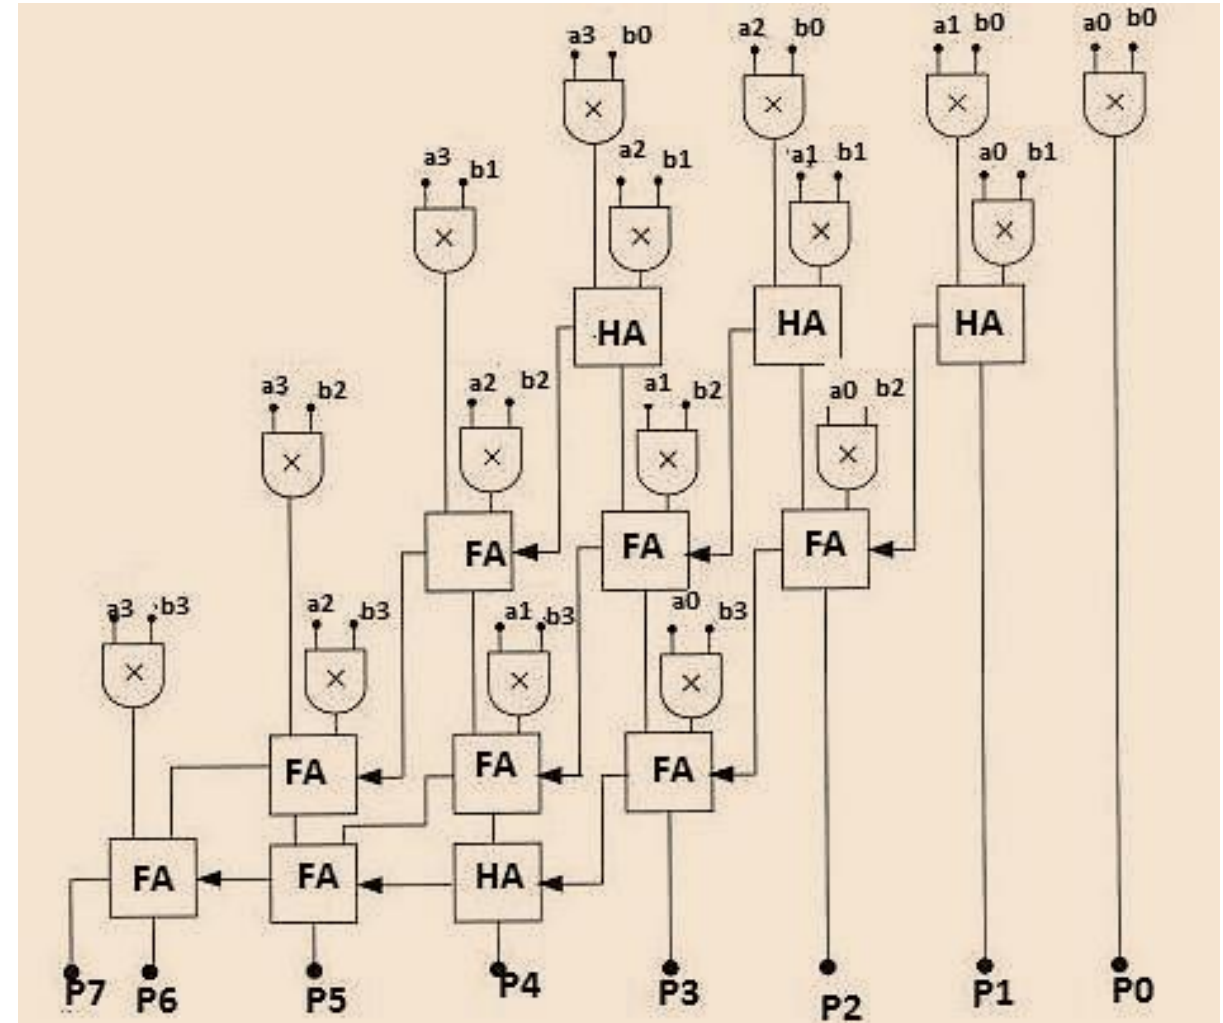 a3 b0 a2 b0 a1 b0 a0 b0
× × × ×
a3 b1 a2 b1 a1 b1 a0 b1
× × × ×
HA HA HA
a3 b2 a2 b2 a1 b2 a0 b2
× × × ×
FA FA FA
a3 b3 a2 b3 a1 b3 a0 b3
× × × ×
FA FA FA
FA FA HA
P7 P6 P5 P4 P3 P2 P1 P0